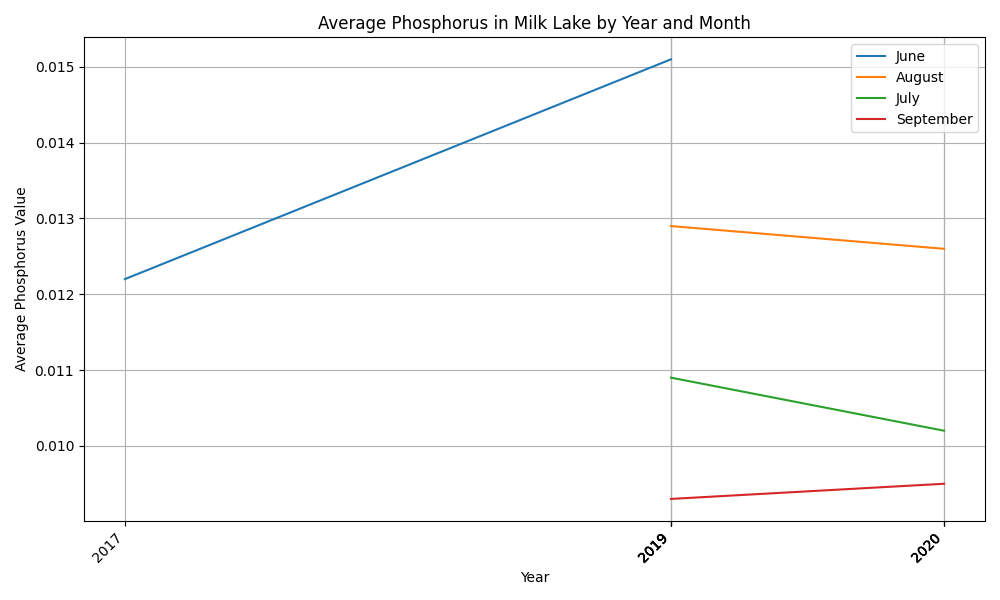 Average Phosphorus in Milk Lake by Year and Month
Average Phosphorus Value
0.015
0.014
0.013
0.012
0.011
0.010
June
August
July
September
2017
2019
2020
Year